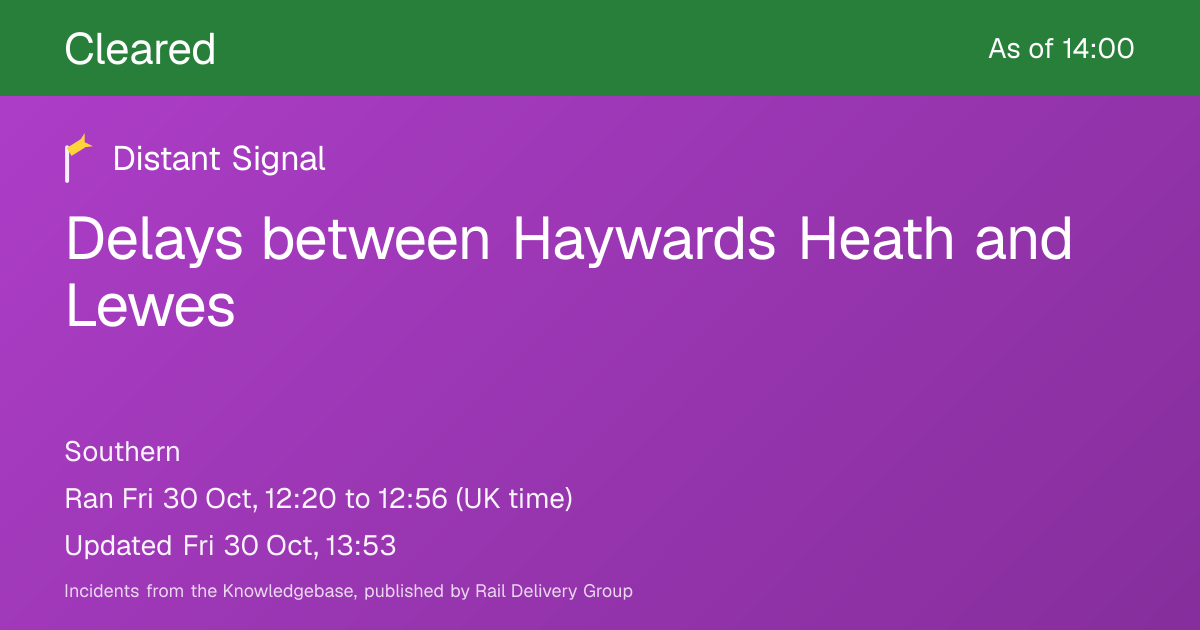 Cleared
As of 14:00
Distant Signal
Delays between Haywards Heath and
Lewes
Southern
Ran Fri 30 Oct, 12:20 to 12:56 (UK time)
Updated Fri 30 Oct, 13:53
Incidents from the Knowledgebase, published by Rail Delivery Group